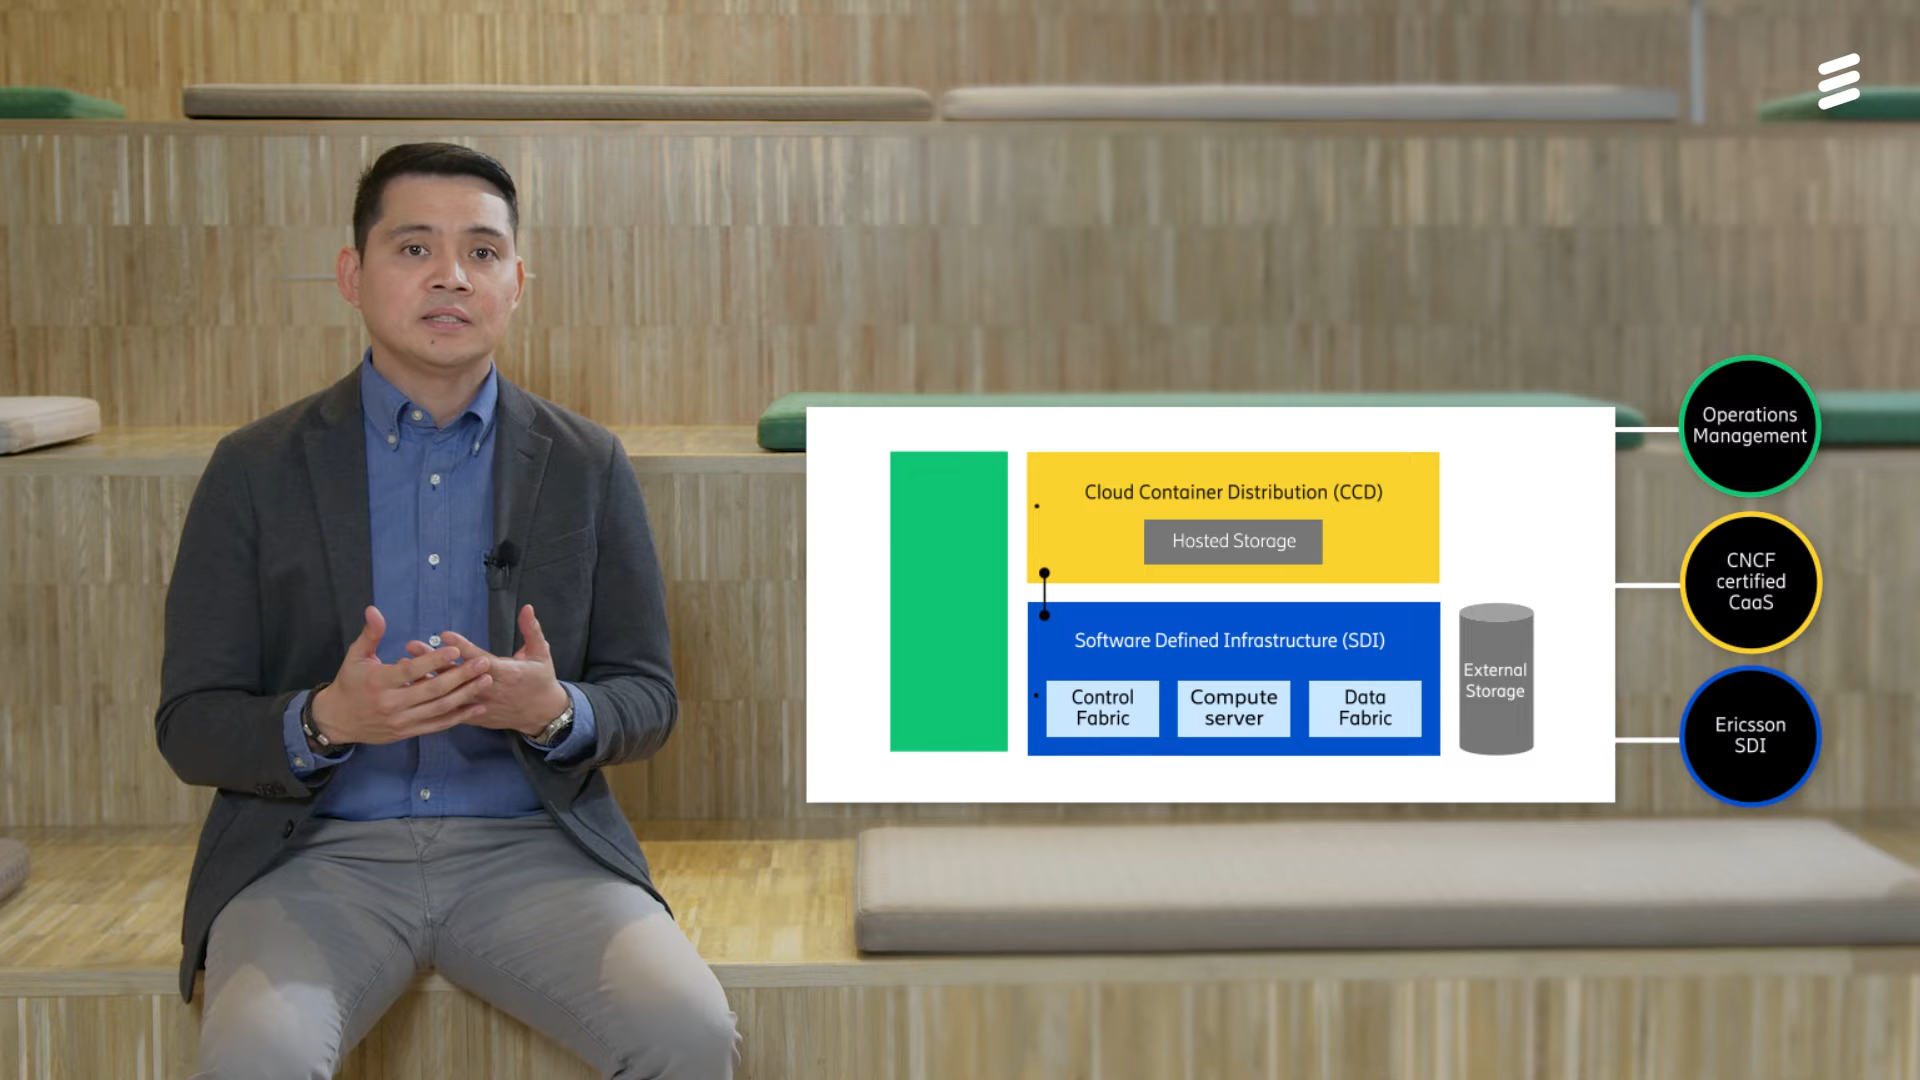 Cloud Container Distribution (CCD)
Hosted Storage
Software Defined Infrastructure (SDI)
Control
Fabric
Compute
server
Data
Fabric
External
Storage
Operations
Management
CNCF
certified
CaaS
Ericsson
SDI